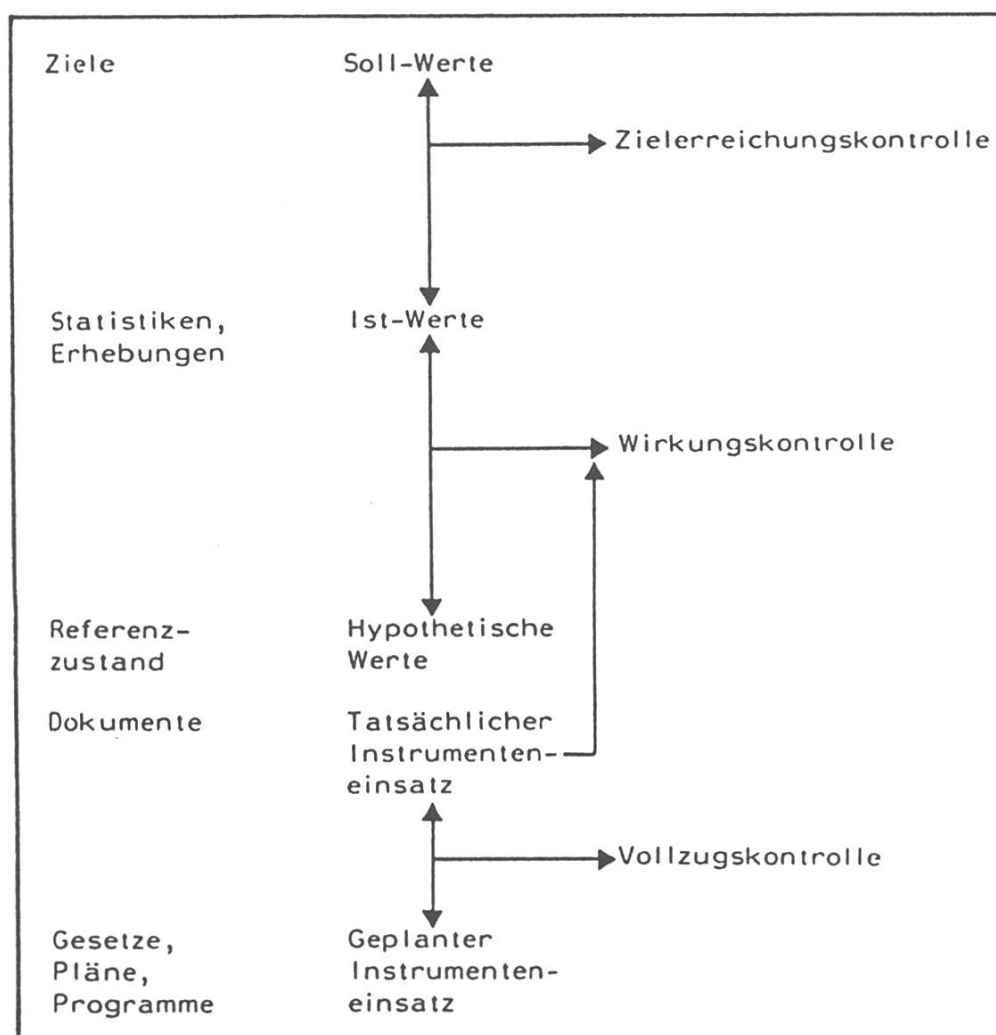 Ziele Soll-Werte
Zielerreichungskontrolle
Statistiken, Ist-Werte
Erhebungen
Wirkungskontrolle
Referenz- Hypothetische
zustand Werte
Dokumente Tatsächlicher
Instrumenten-
einsatz
Vollzugskontrolle
Gesetze, Geplanter
Pläne, Instrumenten-
Programme einsatz